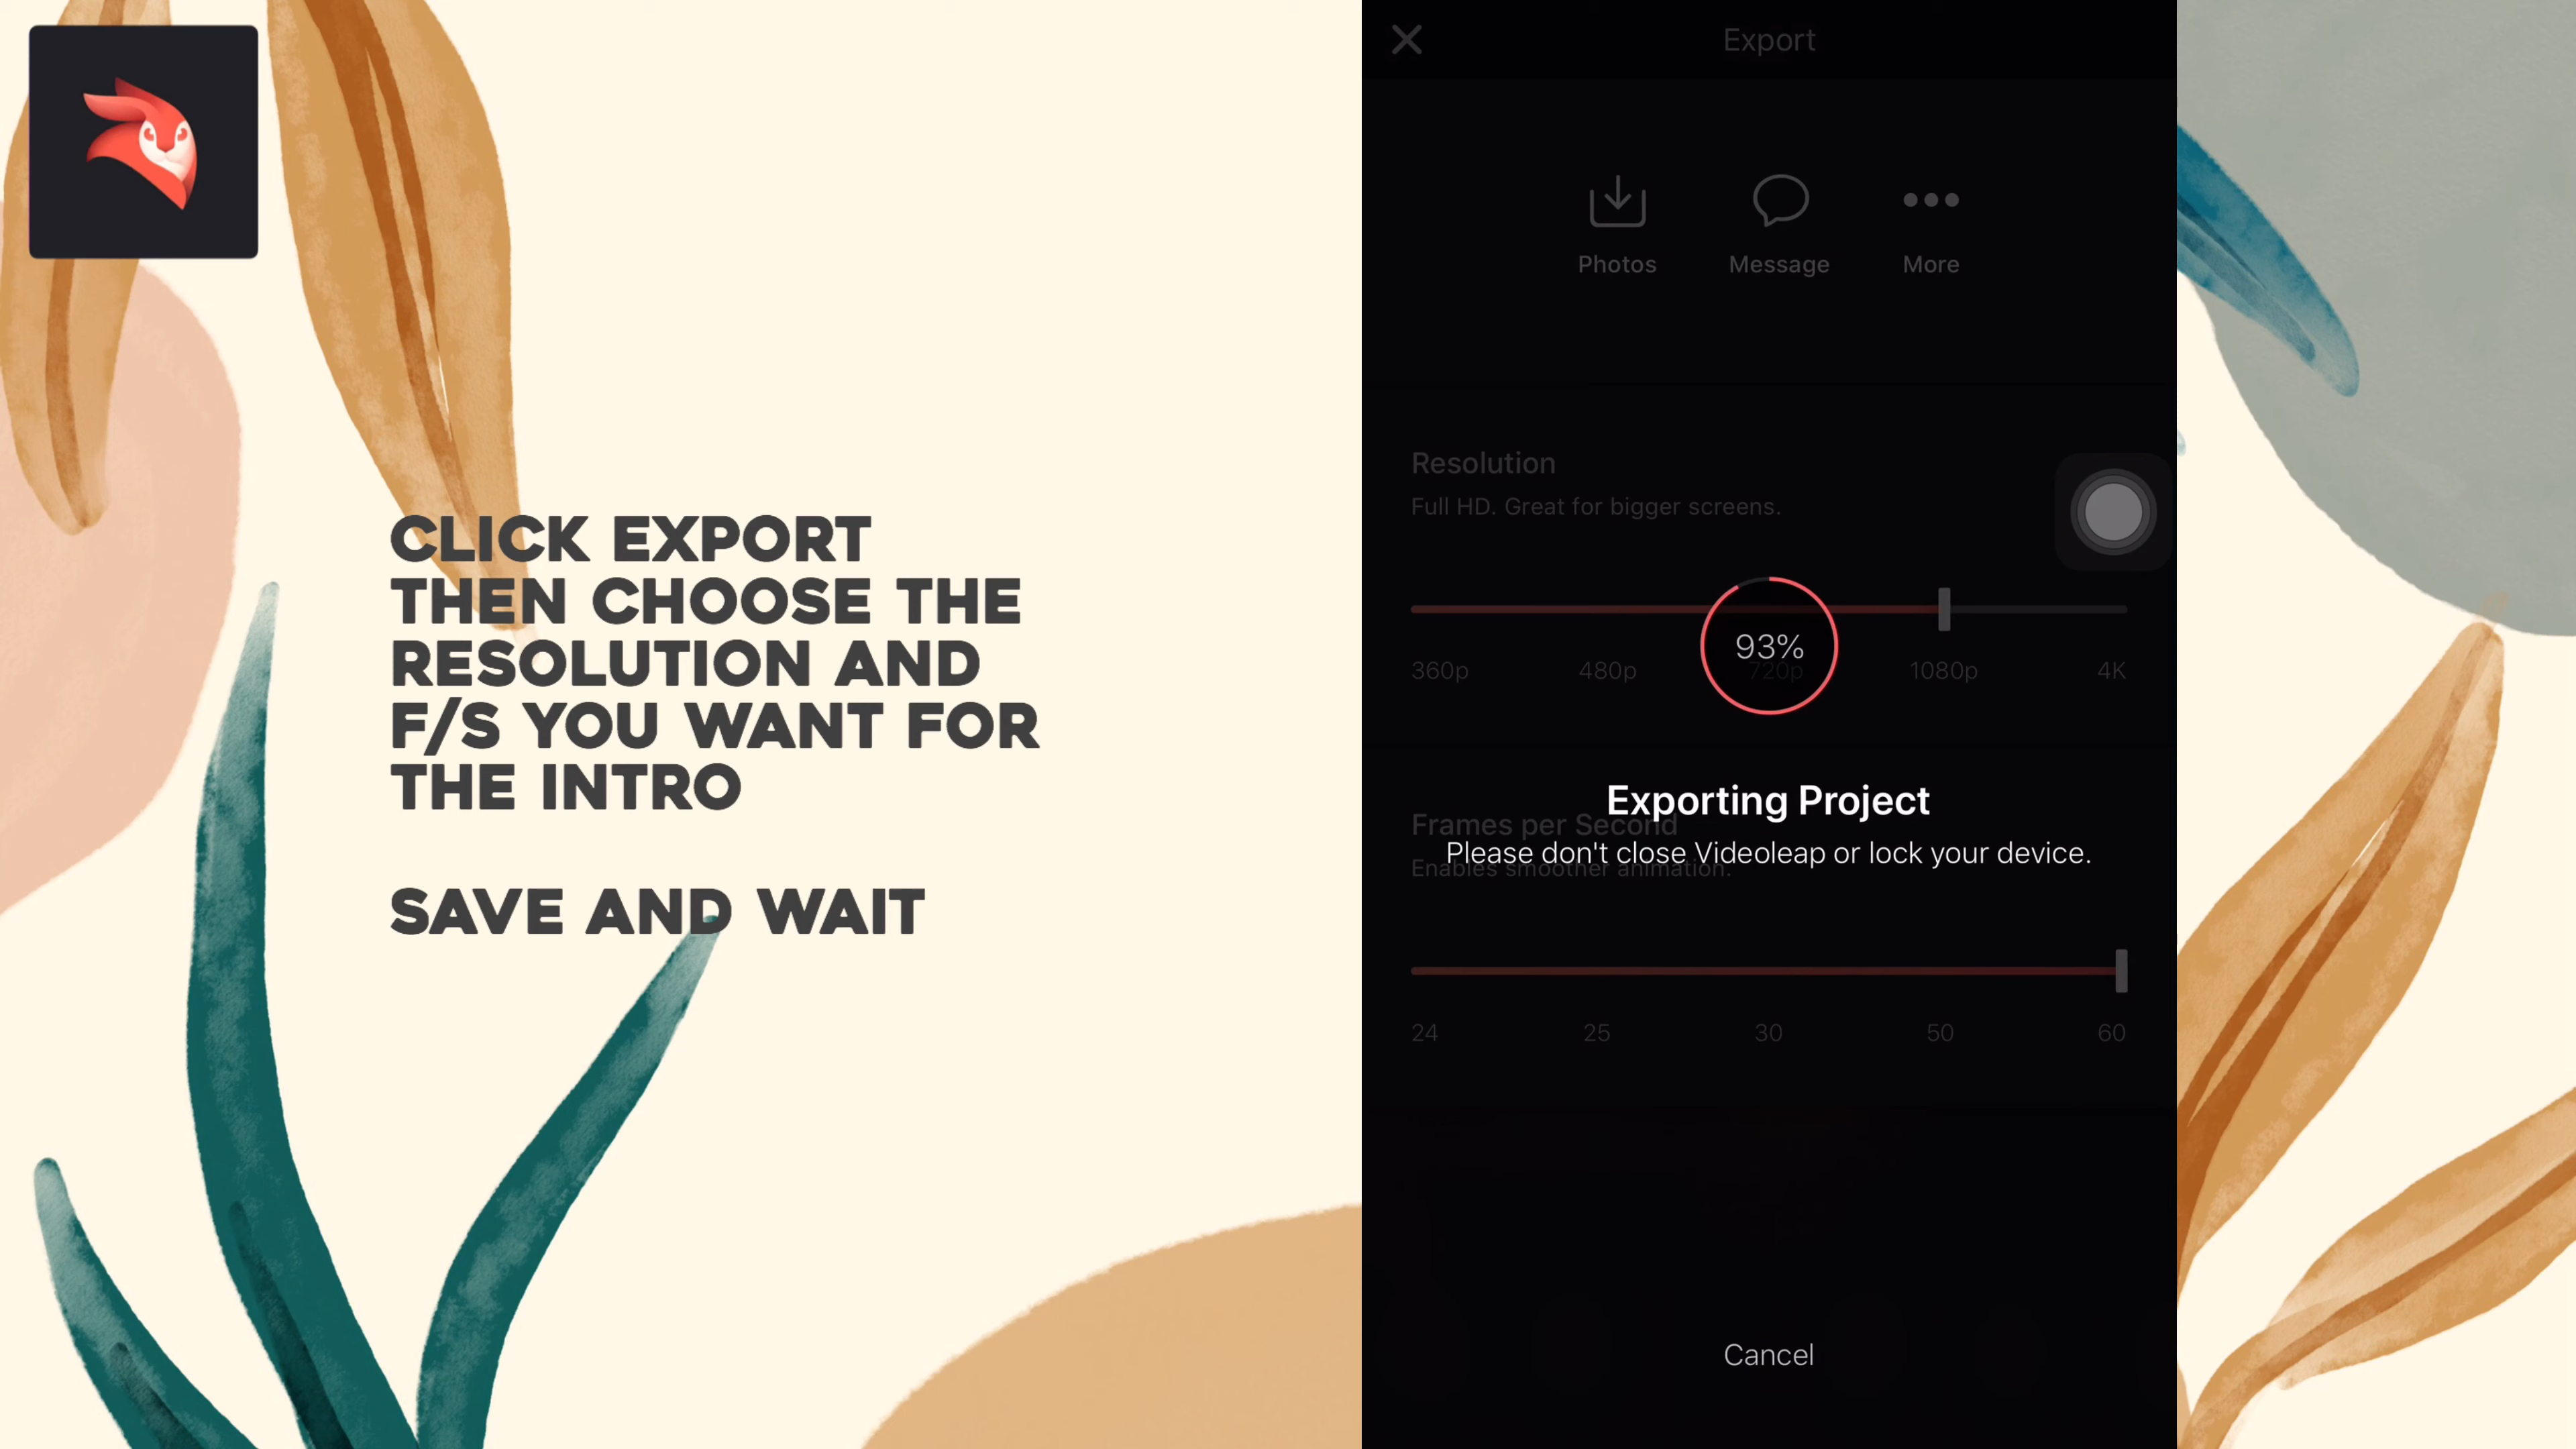 CLICK EXPORT
THEN CHOOSE THE
RESOLUTION AND
F/S YOU WANT FOR
THE INTRO
SAVE AND WAIT
Export
Photos Message More
Resolution
Full HD. Great for bigger screens.
93%
360p 480p 720p 1080p 4K
Exporting Project
Frames per Second
Please don't close Videoleap or lock your device.
Enables smoother animation.
24 25 30 50 60
Cancel